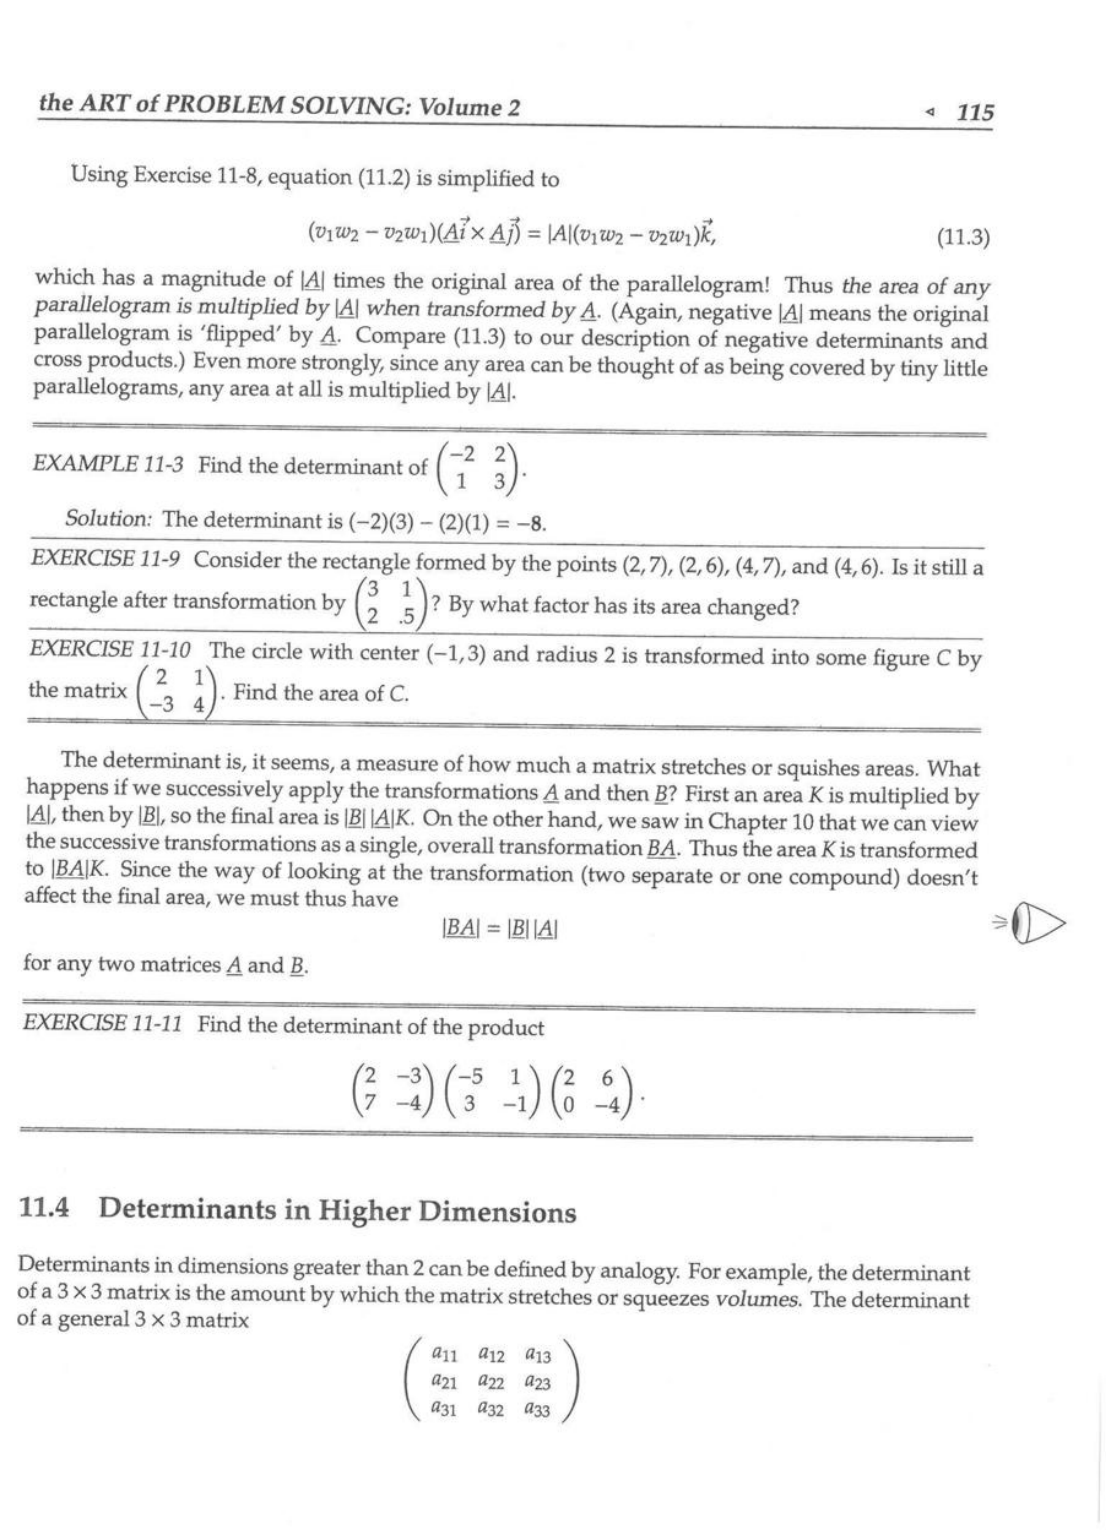 the ART of PROBLEM SOLVING: Volume 2 ◃ 115
Using Exercise 11-8, equation (11.2) is simplified to
(v₁w₂ − v₂w₁)(A̲i⃗ × A̲j⃗) = |A̲|(v₁w₂ − v₂w₁)k⃗, (11.3)
which has a magnitude of |A̲| times the original area of the parallelogram! Thus the area of any
parallelogram is multiplied by |A̲| when transformed by A̲. (Again, negative |A̲| means the original
parallelogram is ‘flipped’ by A̲. Compare (11.3) to our description of negative determinants and
cross products.) Even more strongly, since any area can be thought of as being covered by tiny little
parallelograms, any area at all is multiplied by |A̲|.
EXAMPLE 11-3 Find the determinant of (−2 2
1 3).
Solution: The determinant is (−2)(3) − (2)(1) = −8.
EXERCISE 11-9 Consider the rectangle formed by the points (2, 7), (2, 6), (4, 7), and (4, 6). Is it still a
rectangle after transformation by (3 1
2 .5)? By what factor has its area changed?
EXERCISE 11-10 The circle with center (−1, 3) and radius 2 is transformed into some figure C by
the matrix (2 1
−3 4). Find the area of C.
The determinant is, it seems, a measure of how much a matrix stretches or squishes areas. What
happens if we successively apply the transformations A̲ and then B̲? First an area K is multiplied by
|A̲|, then by |B̲|, so the final area is |B̲| |A̲|K. On the other hand, we saw in Chapter 10 that we can view
the successive transformations as a single, overall transformation B̲A̲. Thus the area K is transformed
to |B̲A̲|K. Since the way of looking at the transformation (two separate or one compound) doesn’t
affect the final area, we must thus have
|B̲A̲| = |B̲| |A̲|
for any two matrices A̲ and B̲.
EXERCISE 11-11 Find the determinant of the product
(2 −3 (−5 1 (2 6
7 −4) 3 −1) 0 −4).
11.4 Determinants in Higher Dimensions
Determinants in dimensions greater than 2 can be defined by analogy. For example, the determinant
of a 3 × 3 matrix is the amount by which the matrix stretches or squeezes volumes. The determinant
of a general 3 × 3 matrix
a₁₁ a₁₂ a₁₃
a₂₁ a₂₂ a₂₃
a₃₁ a₃₂ a₃₃